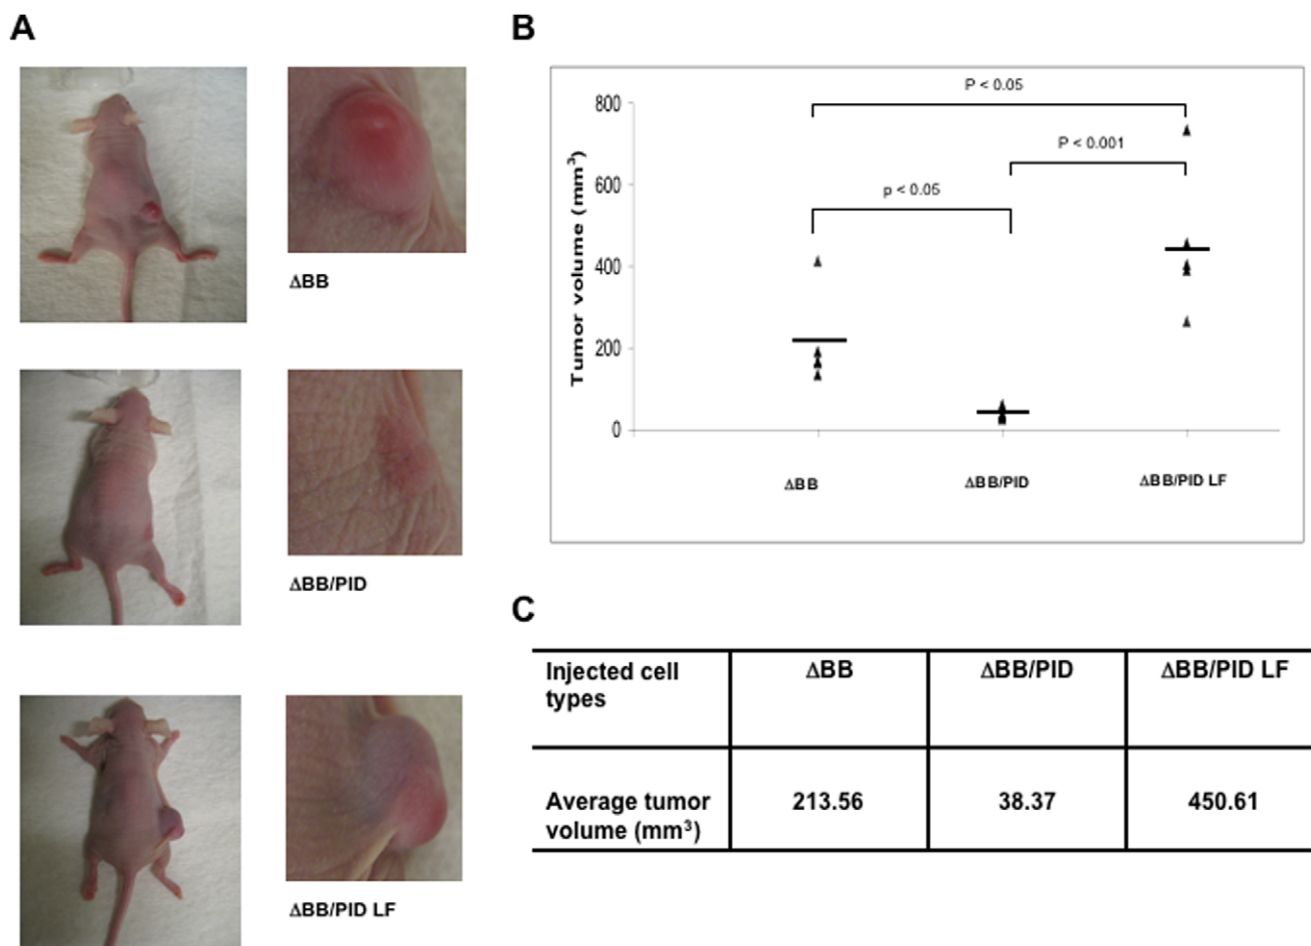 A
ΔBB
ΔBB/PID
ΔBB/PID LF
B
Tumor volume (mm³)
800
600
400
200
0
P < 0.05
P < 0.001
p < 0.05
ΔBB
ΔBB/PID
ΔBB/PID LF
C
Injected cell types
ΔBB
ΔBB/PID
ΔBB/PID LF
Average tumor volume (mm³)
213.56
38.37
450.61